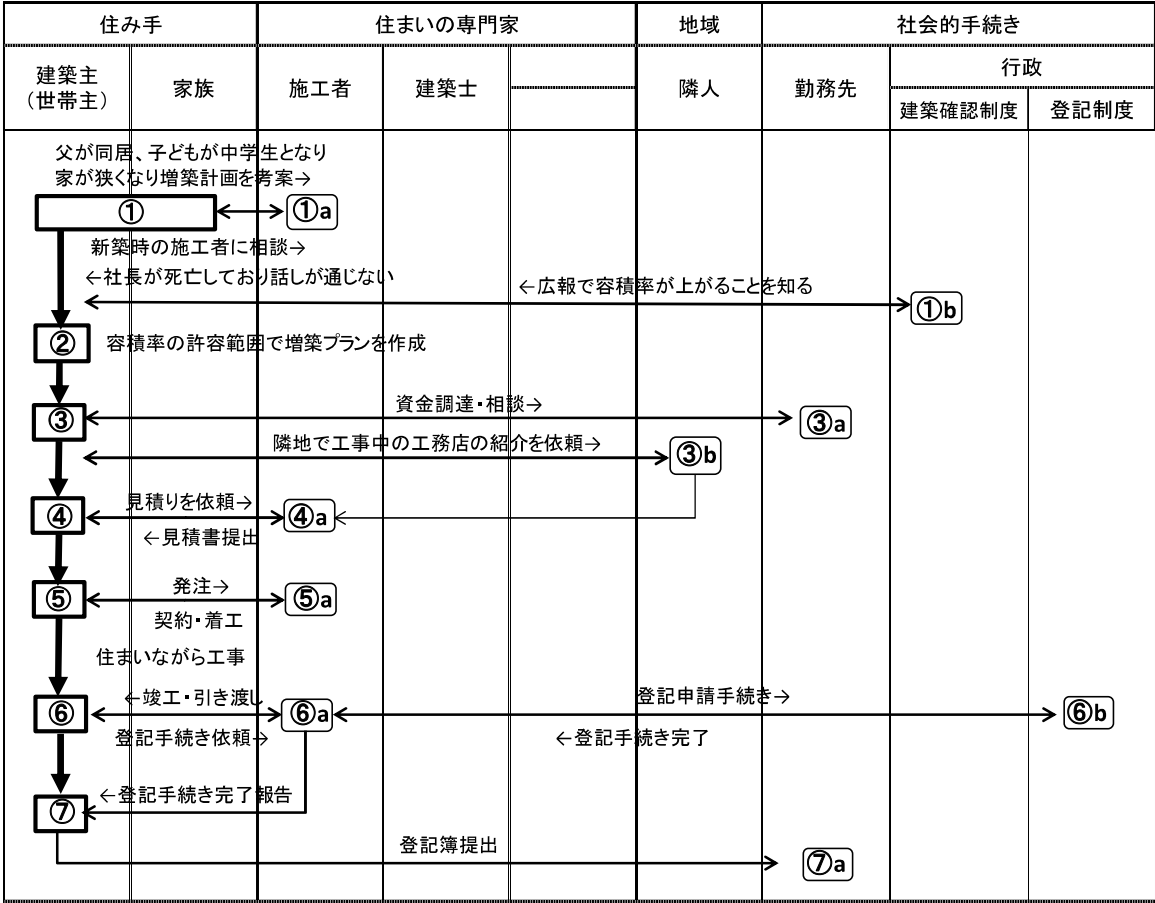 住み手
住まいの専門家
地域
社会的手続き
建築主
(世帯主)
家族
施工者
建築士
隣人
勤務先
行政
建築確認制度
登記制度
父が同居、子どもが中学生となり
家が狭くなり増築計画を考案→
①
①a
新築時の施工者に相談→
←社長が死亡しており話しが通じない
←広報で容積率が上がることを知る
①b
②
容積率の許容範囲で増築プランを作成
③
資金調達・相談→
③a
隣地で工事中の工務店の紹介を依頼→
③b
④
見積りを依頼→
④a
←見積書提出
⑤
発注→
⑤a
契約・着工
住まいながら工事
⑥
←竣工・引き渡し
⑥a
登記申請手続き→
⑥b
登記手続き依頼→
←登記手続き完了
⑦
←登記手続き完了報告
登記簿提出
⑦a